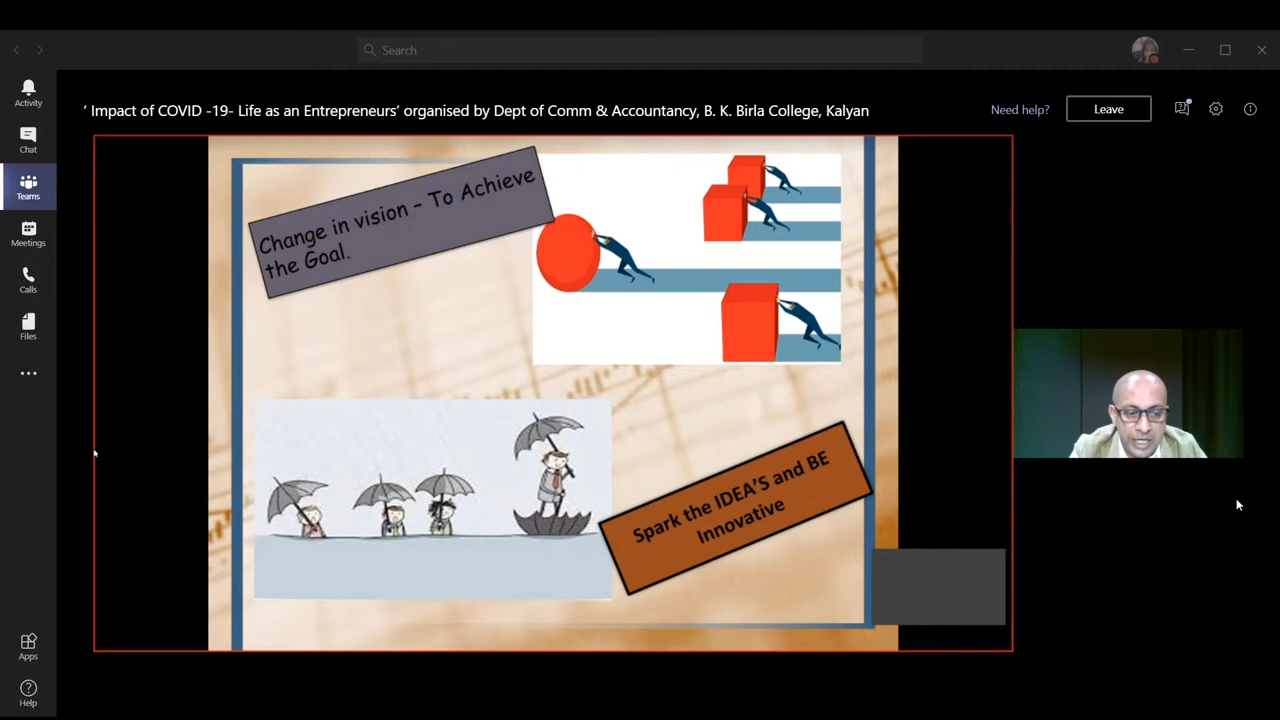 Search
Activity
Chat
Teams
Meetings
Calls
Files
Apps
Help
‘ Impact of COVID -19- Life as an Entrepreneurs’ organised by Dept of Comm & Accountancy, B. K. Birla College, Kalyan
Need help?
Leave
Change in vision – To Achieve
the Goal.
Spark the IDEA'S and BE
Innovative